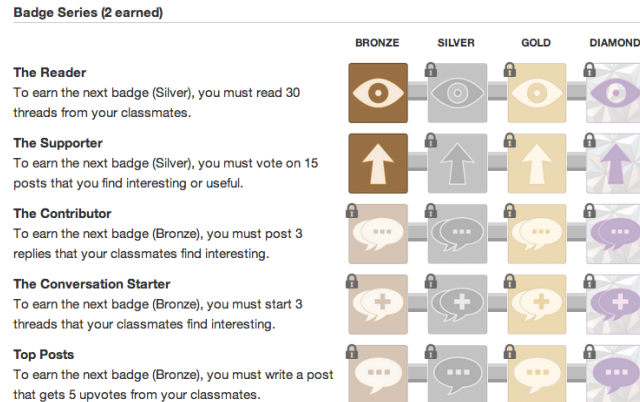 Badge Series (2 earned)
BRONZE SILVER GOLD DIAMOND
The Reader
To earn the next badge (Silver), you must read 30
threads from your classmates.
The Supporter
To earn the next badge (Silver), you must vote on 15
posts that you find interesting or useful.
The Contributor
To earn the next badge (Bronze), you must post 3
replies that your classmates find interesting.
The Conversation Starter
To earn the next badge (Bronze), you must start 3
threads that your classmates find interesting.
Top Posts
To earn the next badge (Bronze), you must write a post
that gets 5 upvotes from your classmates.